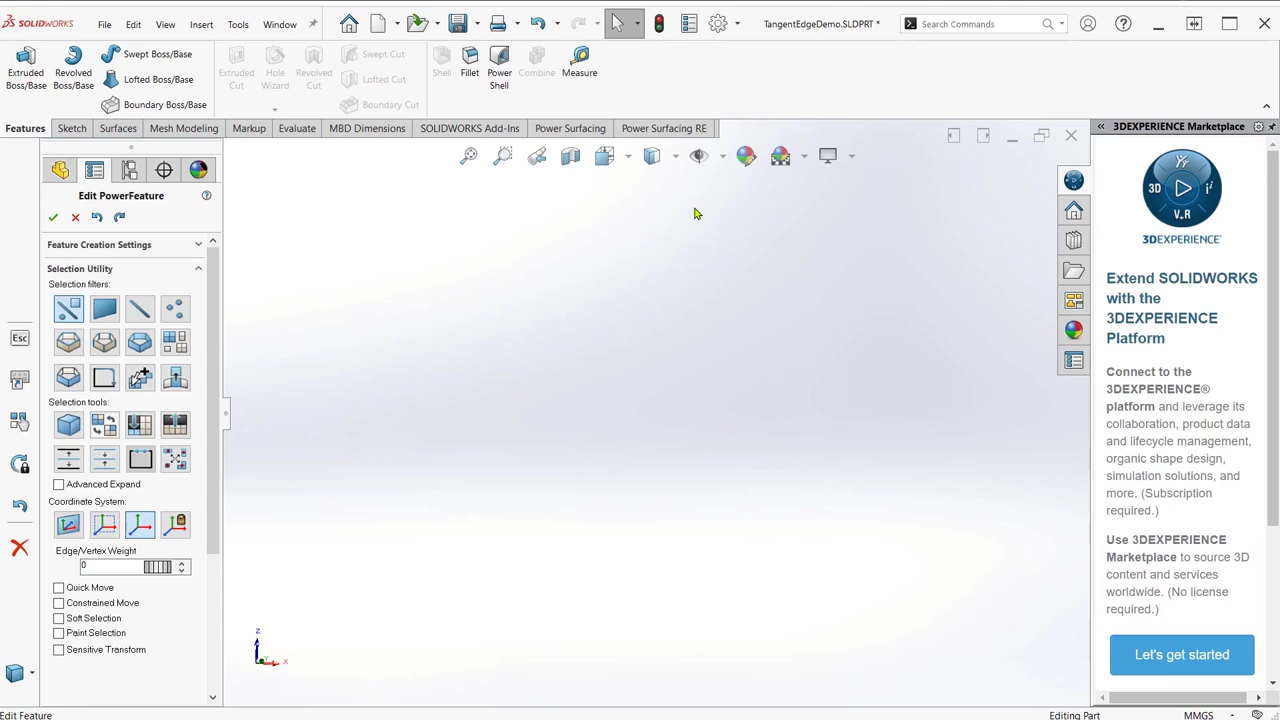 SOLIDWORKS File Edit View Insert Tools Window TangentEdgeDemo.SLDPRT * Search Commands
Extruded Boss/Base
Revolved Boss/Base
Swept Boss/Base
Lofted Boss/Base
Boundary Boss/Base
Extruded Cut
Hole Wizard
Revolved Cut
Swept Cut
Lofted Cut
Boundary Cut
Shell
Fillet
Power Shell
Combine
Measure
Features Sketch Surfaces Mesh Modeling Markup Evaluate MBD Dimensions SOLIDWORKS Add-Ins Power Surfacing Power Surfacing RE
Edit PowerFeature
Feature Creation Settings
Selection Utility
Selection filters:
Selection tools:
Advanced Expand
Coordinate System:
Edge/Vertex Weight
0
Quick Move
Constrained Move
Soft Selection
Paint Selection
Sensitive Transform
Esc
Z
Y
X
3DEXPERIENCE Marketplace
3D
V.R
3DEXPERIENCE
Extend SOLIDWORKS
with the
3DEXPERIENCE
Platform
Connect to the
3DEXPERIENCE®
platform and leverage its
collaboration, product data
and lifecycle management,
organic shape design,
simulation solutions, and
more. (Subscription
required.)
Use 3DEXPERIENCE
Marketplace to source 3D
content and services
worldwide. (No license
required.)
Let's get started
Edit Feature
Editing Part
MMGS